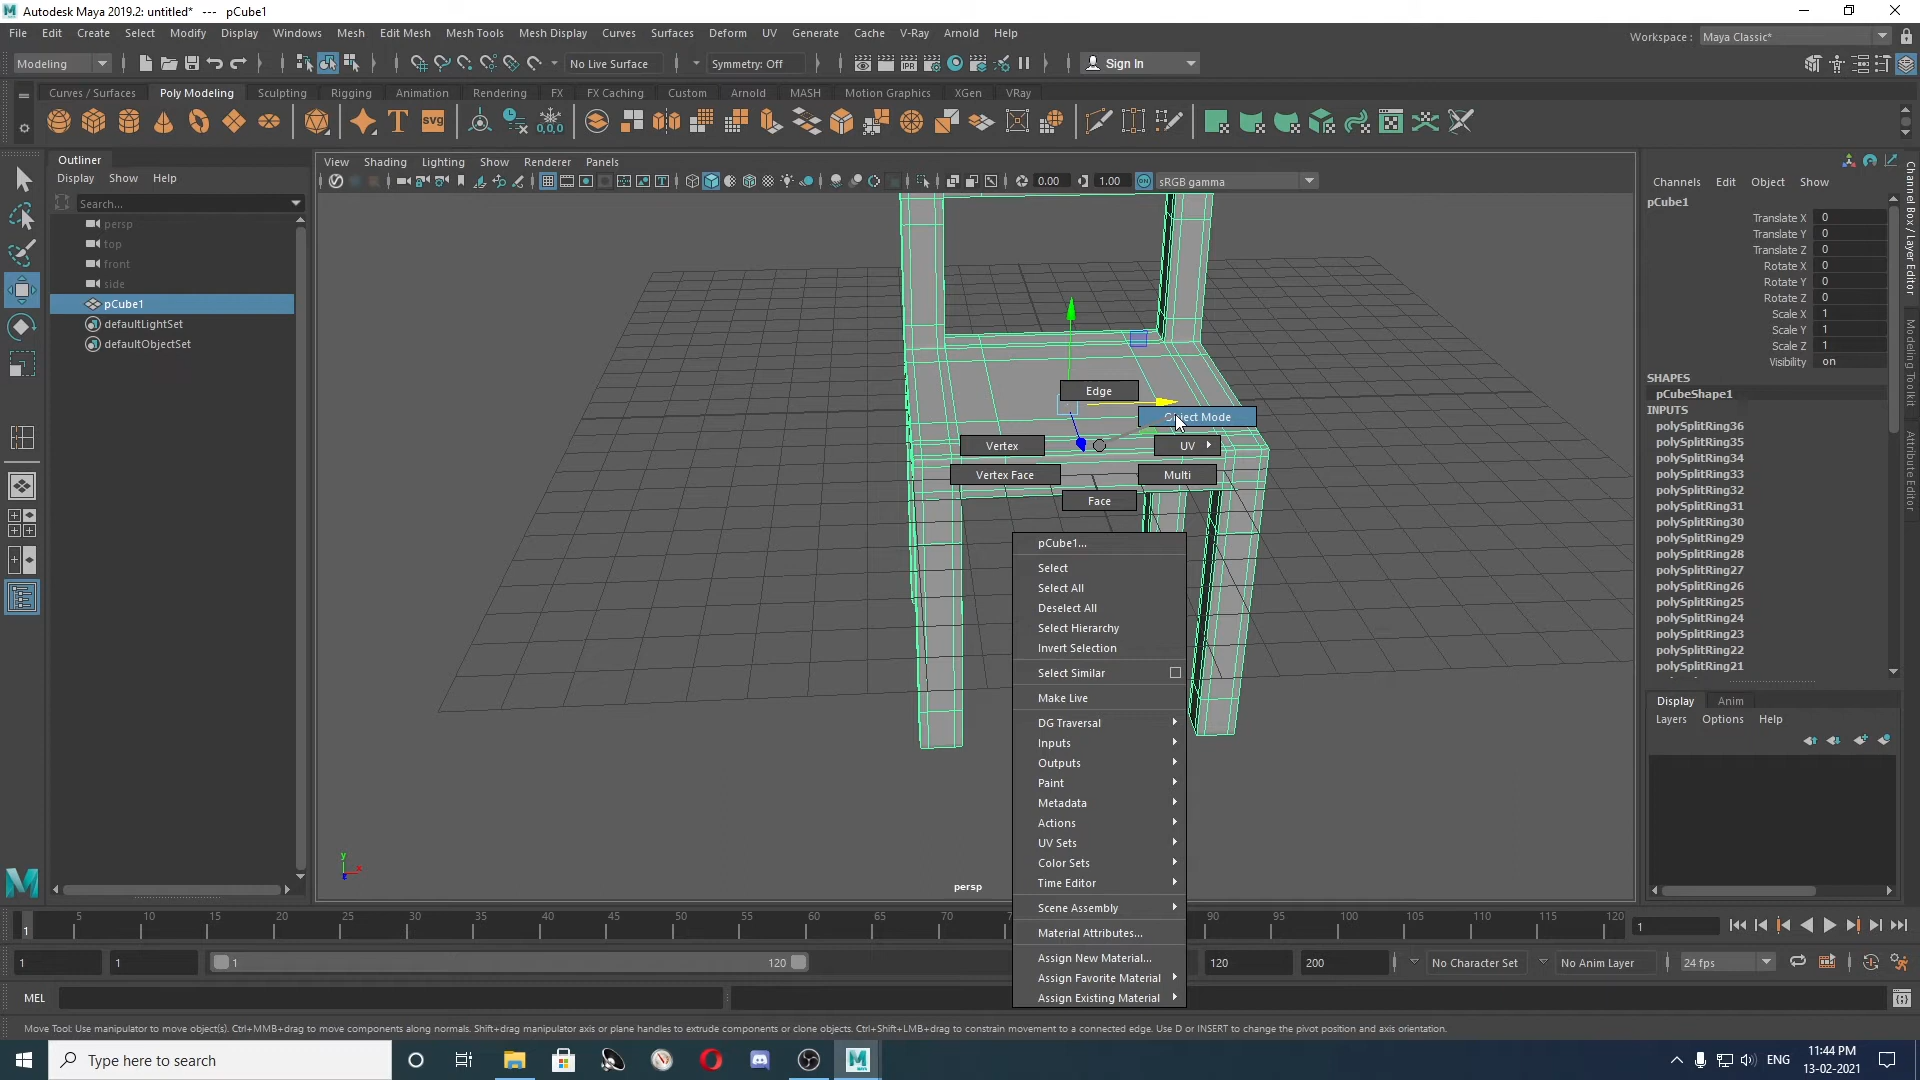 Autodesk Maya 2019.2: untitled* --- pCube1
File Edit Create Select Modify Display Windows Mesh Edit Mesh Mesh Tools Mesh Display Curves Surfaces Deform UV Generate Cache V-Ray Arnold Help
Workspace : Maya Classic*
Modeling No Live Surface Symmetry: Off Sign In
Curves / Surfaces Poly Modeling Sculpting Rigging Animation Rendering FX FX Caching Custom Arnold MASH Motion Graphics XGen VRay
Outliner
Display Show Help
Search...
persp
top
front
side
pCube1
defaultLightSet
defaultObjectSet
View Shading Lighting Show Renderer Panels
0.00 1.00 sRGB gamma
Edge
Object Mode
Vertex UV
Vertex Face Multi
Face
pCube1...
Select
Select All
Deselect All
Select Hierarchy
Invert Selection
Select Similar
Make Live
DG Traversal
Inputs
Outputs
Paint
Metadata
Actions
UV Sets
Color Sets
Time Editor
Scene Assembly
Material Attributes...
Assign New Material...
Assign Favorite Material
Assign Existing Material
persp
Channels Edit Object Show
pCube1
Translate X 0
Translate Y 0
Translate Z 0
Rotate X 0
Rotate Y 0
Rotate Z 0
Scale X 1
Scale Y 1
Scale Z 1
Visibility on
SHAPES
pCubeShape1
INPUTS
polySplitRing36
polySplitRing35
polySplitRing34
polySplitRing33
polySplitRing32
polySplitRing31
polySplitRing30
polySplitRing29
polySplitRing28
polySplitRing27
polySplitRing26
polySplitRing25
polySplitRing24
polySplitRing23
polySplitRing22
polySplitRing21
Channel Box / Layer Editor
Modeling Toolkit
Attribute Editor
Display Anim
Layers Options Help
5 10 15 20 25 30 35 40 45 50 55 60 65 70 90 95 100 105 110 115 120
1
1
1 1 1 120 120 200 No Character Set No Anim Layer 24 fps
MEL
Move Tool: Use manipulator to move object(s). Ctrl+MMB+drag to move components along normals. Shift+drag manipulator axis or plane handles to extrude components or clone objects. Ctrl+Shift+LMB+drag to constrain movement to a connected edge. Use D or INSERT to change the pivot position and axis orientation.
Type here to search
ENG
11:44 PM
13-02-2021